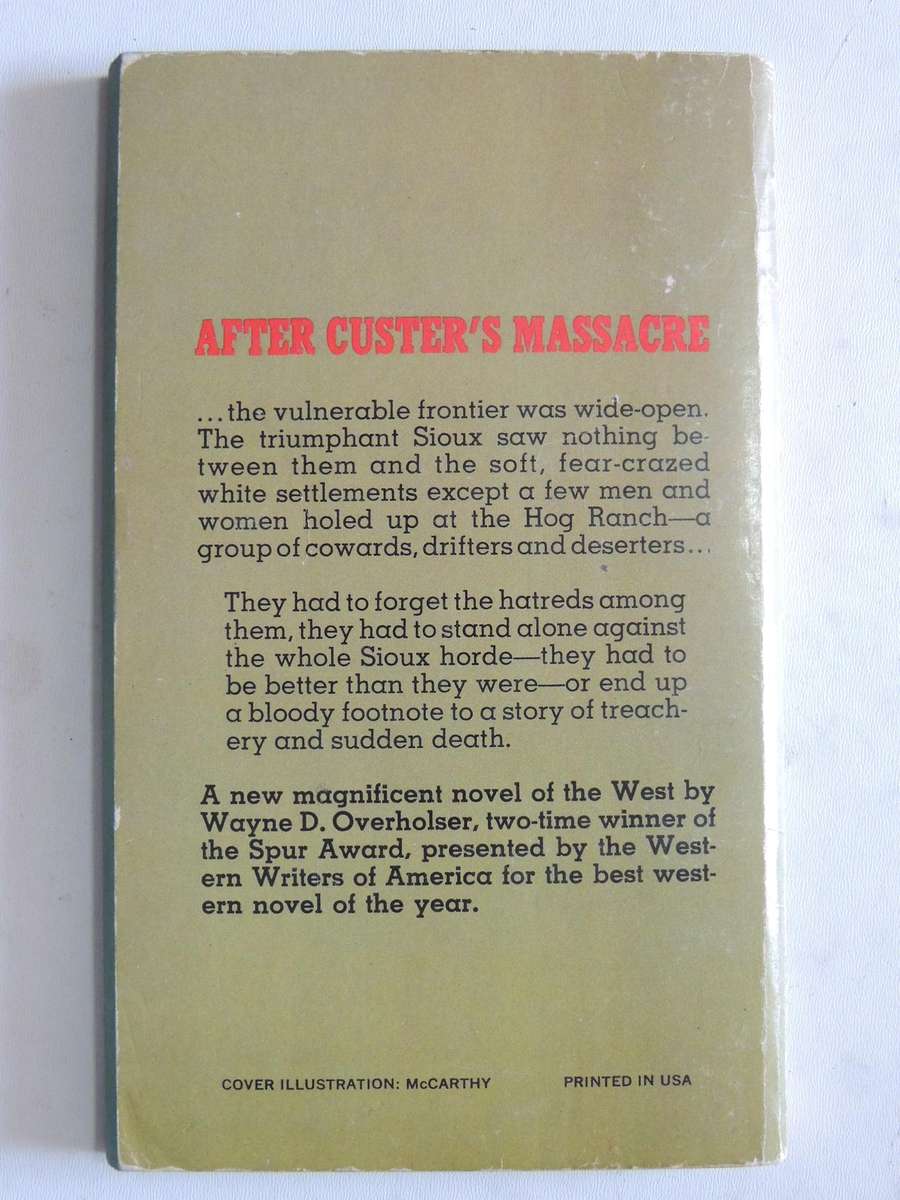 AFTER CUSTER'S MASSACRE
...the vulnerable frontier was wide-open.
The triumphant Sioux saw nothing be-
tween them and the soft, fear-crazed
white settlements except a few men and
women holed up at the Hog Ranch—a
group of cowards, drifters and deserters...
They had to forget the hatreds among
them, they had to stand alone against
the whole Sioux horde—they had to
be better than they were—or end up
a bloody footnote to a story of treach-
ery and sudden death.
A new magnificent novel of the West by
Wayne D. Overholser, two-time winner of
the Spur Award, presented by the West-
ern Writers of America for the best west-
ern novel of the year.
COVER ILLUSTRATION: McCARTHY PRINTED IN USA